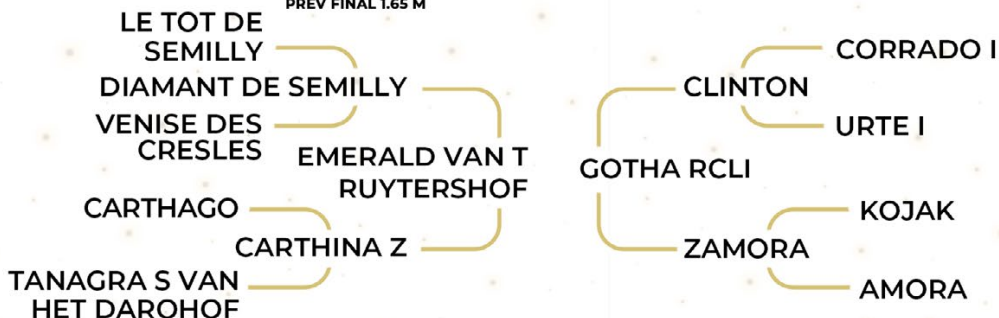 PREV FINAL 1.65 M
LE TOT DE
SEMILLY
DIAMANT DE SEMILLY
VENISE DES
CRESLES
EMERALD VAN T
RUYTERSHOF
CARTHAGO
CARTHINA Z
TANAGRA S VAN
HET DAROHOF
CORRADO I
CLINTON
URTE I
GOTHA RCLI
KOJAK
ZAMORA
AMORA